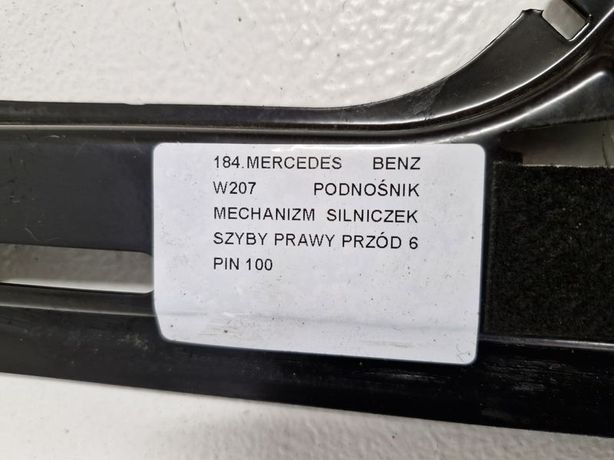 184.MERCEDES BENZ
W207 PODNOŚNIK
MECHANIZM SILNICZEK
SZYBY PRAWY PRZÓD 6
PIN 100